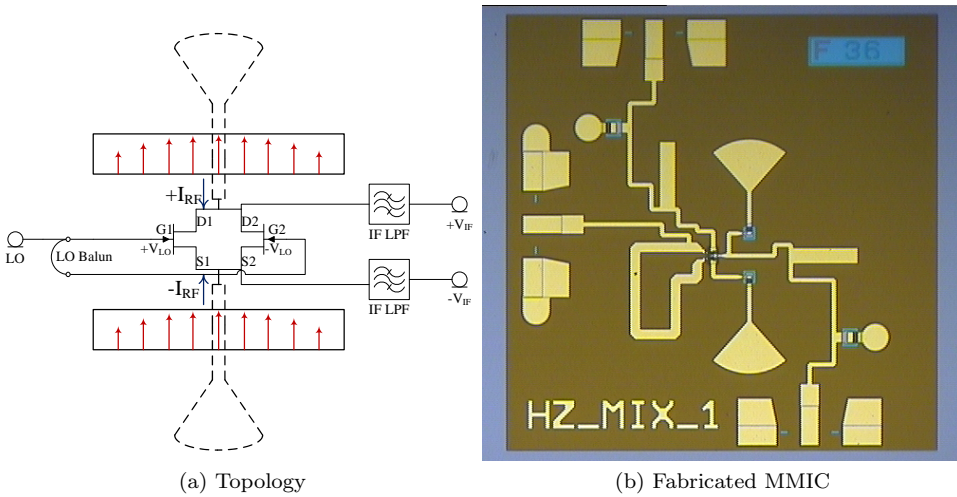 +I_RF
D1 D2
G1 G2
+V_LO -V_LO
LO
LO Balun
S1 S2
-I_RF
IF LPF
+V_IF
IF LPF
-V_IF
(a) Topology
F 36
HZ_MIX_1
(b) Fabricated MMIC